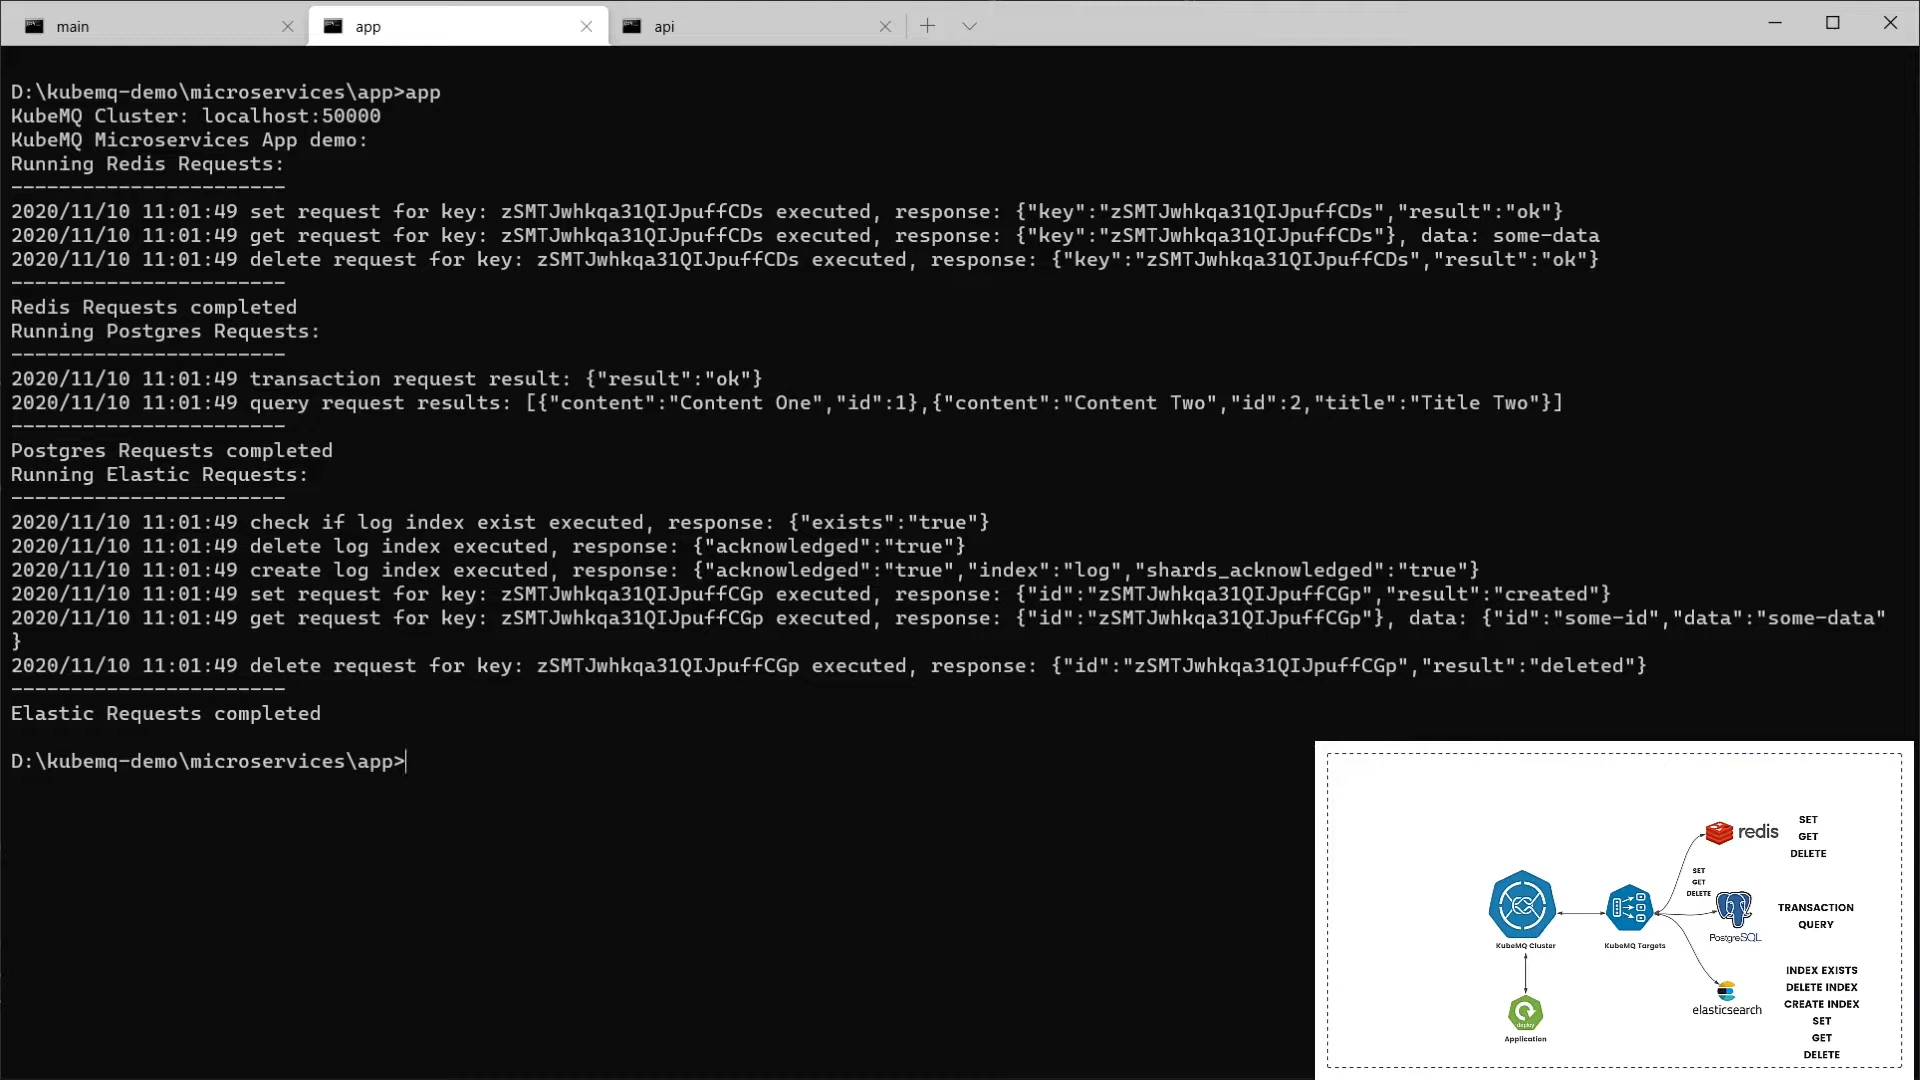 main
app
api
D:\kubemq-demo\microservices\app>app
KubeMQ Cluster: localhost:50000
KubeMQ Microservices App demo:
Running Redis Requests:
-----------------------
2020/11/10 11:01:49 set request for key: zSMTJwhkqa31QIJpuffCDs executed, response: {"key":"zSMTJwhkqa31QIJpuffCDs","result":"ok"}
2020/11/10 11:01:49 get request for key: zSMTJwhkqa31QIJpuffCDs executed, response: {"key":"zSMTJwhkqa31QIJpuffCDs"}, data: some-data
2020/11/10 11:01:49 delete request for key: zSMTJwhkqa31QIJpuffCDs executed, response: {"key":"zSMTJwhkqa31QIJpuffCDs","result":"ok"}
-----------------------
Redis Requests completed
Running Postgres Requests:
-----------------------
2020/11/10 11:01:49 transaction request result: {"result":"ok"}
2020/11/10 11:01:49 query request results: [{"content":"Content One","id":1},{"content":"Content Two","id":2,"title":"Title Two"}]
-----------------------
Postgres Requests completed
Running Elastic Requests:
-----------------------
2020/11/10 11:01:49 check if log index exist executed, response: {"exists":"true"}
2020/11/10 11:01:49 delete log index executed, response: {"acknowledged":"true"}
2020/11/10 11:01:49 create log index executed, response: {"acknowledged":"true","index":"log","shards_acknowledged":"true"}
2020/11/10 11:01:49 set request for key: zSMTJwhkqa31QIJpuffCGp executed, response: {"id":"zSMTJwhkqa31QIJpuffCGp","result":"created"}
2020/11/10 11:01:49 get request for key: zSMTJwhkqa31QIJpuffCGp executed, response: {"id":"zSMTJwhkqa31QIJpuffCGp"}, data: {"id":"some-id","data":"some-data"
}
2020/11/10 11:01:49 delete request for key: zSMTJwhkqa31QIJpuffCGp executed, response: {"id":"zSMTJwhkqa31QIJpuffCGp","result":"deleted"}
-----------------------
Elastic Requests completed
D:\kubemq-demo\microservices\app>
redis
SET
GET
DELETE
SET
GET
DELETE
PostgreSQL
TRANSACTION
QUERY
KubeMQ Cluster
KubeMQ Targets
elasticsearch
INDEX EXISTS
DELETE INDEX
CREATE INDEX
SET
GET
DELETE
deploy
Application